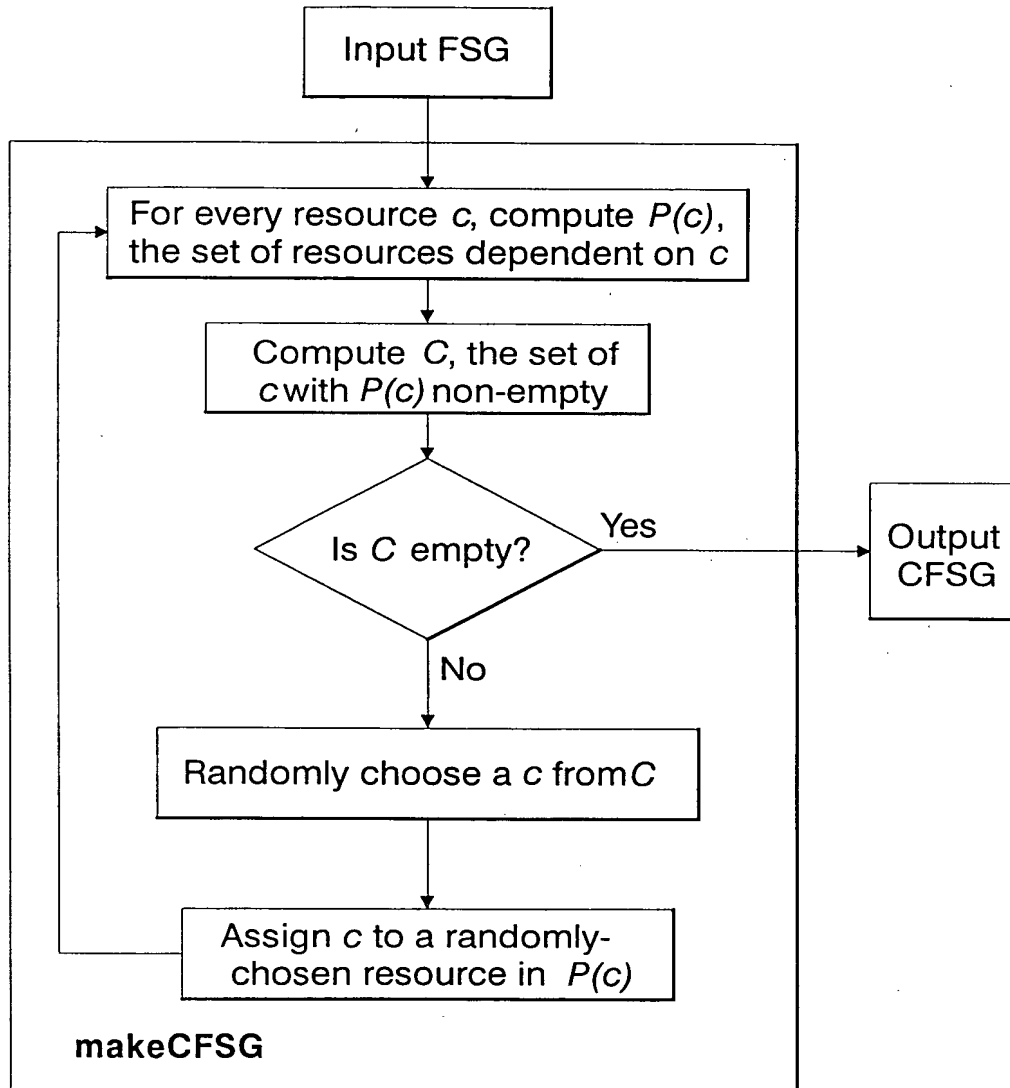 Input FSG
For every resource c, compute P(c),
the set of resources dependent on c
Compute C, the set of
c with P(c) non-empty
Is C empty?
Yes
Output
CFSG
No
Randomly choose a c from C
Assign c to a randomly-
chosen resource in P(c)
makeCFSG